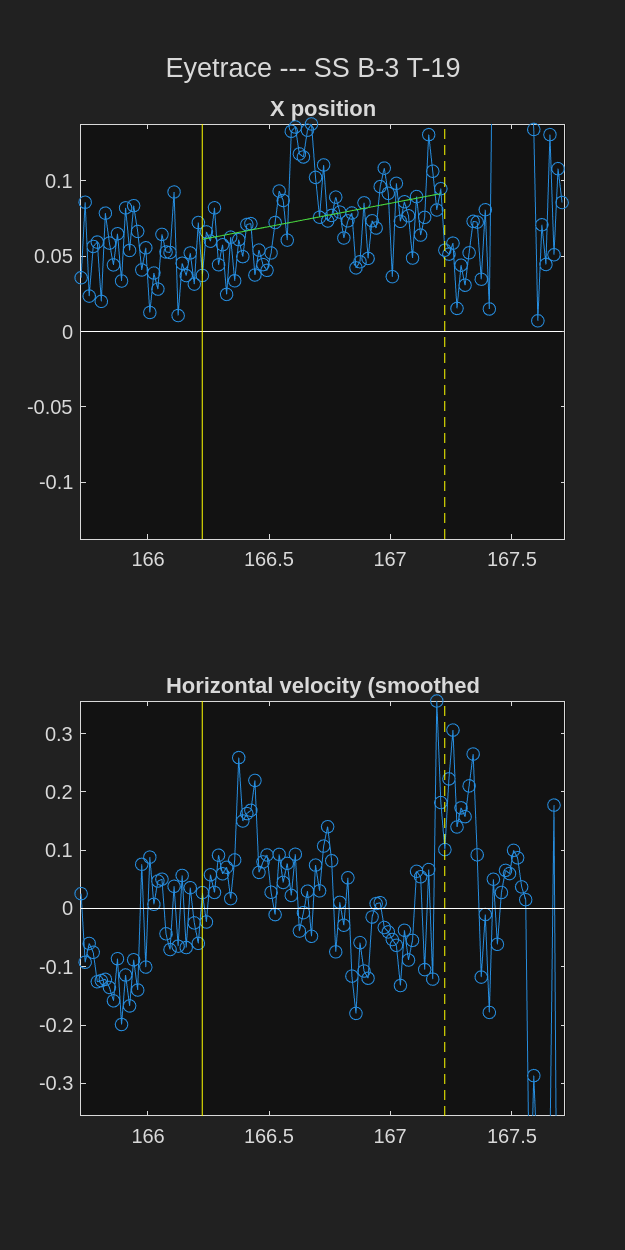 Eyetrace --- SS B-3 T-19
X position
0.1
0.05
0
-0.05
-0.1
166 166.5 167 167.5
Horizontal velocity (smoothed
0.3
0.2
0.1
0
-0.1
-0.2
-0.3
166 166.5 167 167.5